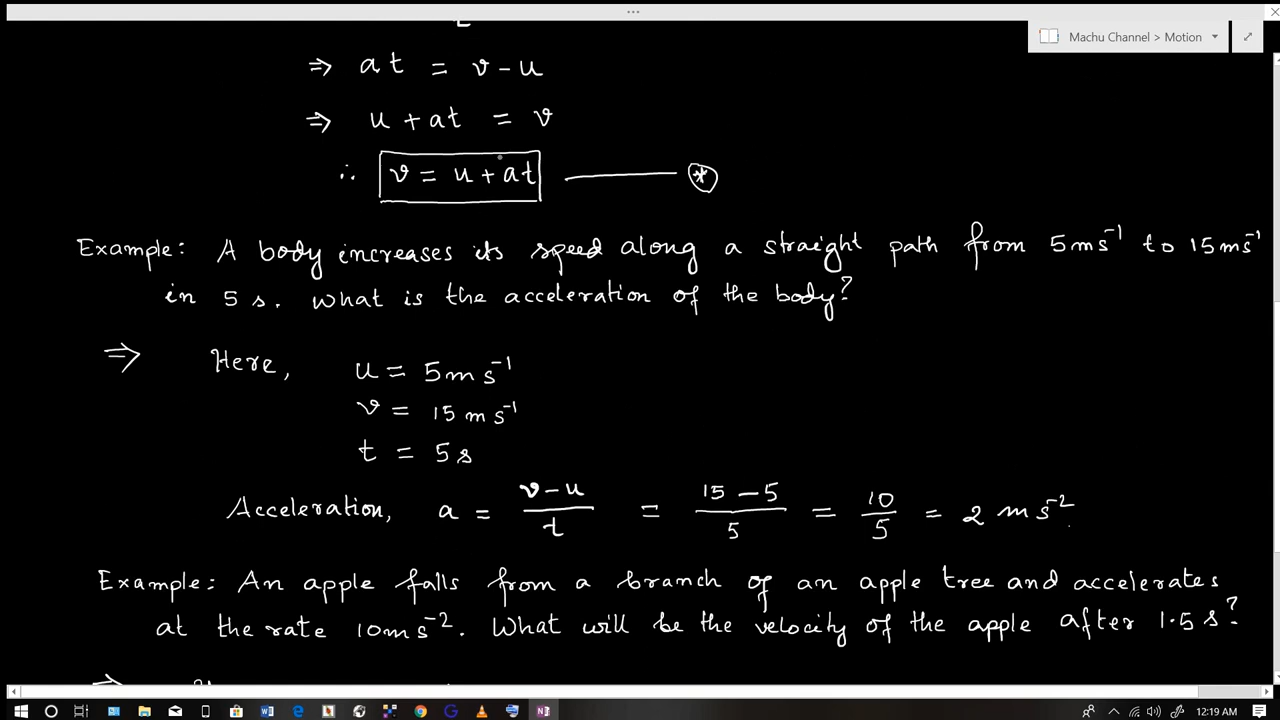 Machu Channel > Motion
⇒ at = v - u
⇒ u + at = v
∴ v = u + at ——— *
Example: A body increases its speed along a straight path from 5ms⁻¹ to 15ms⁻¹
in 5 s. What is the acceleration of the body?
⇒ Here, u = 5ms⁻¹
v = 15ms⁻¹
t = 5s
Acceleration, a = (v-u)/t = (15-5)/5 = 10/5 = 2 ms⁻²
Example: An apple falls from a branch of an apple tree and accelerates
at the rate 10ms⁻². What will be the velocity of the apple after 1.5 s?
⇒
12:19 AM